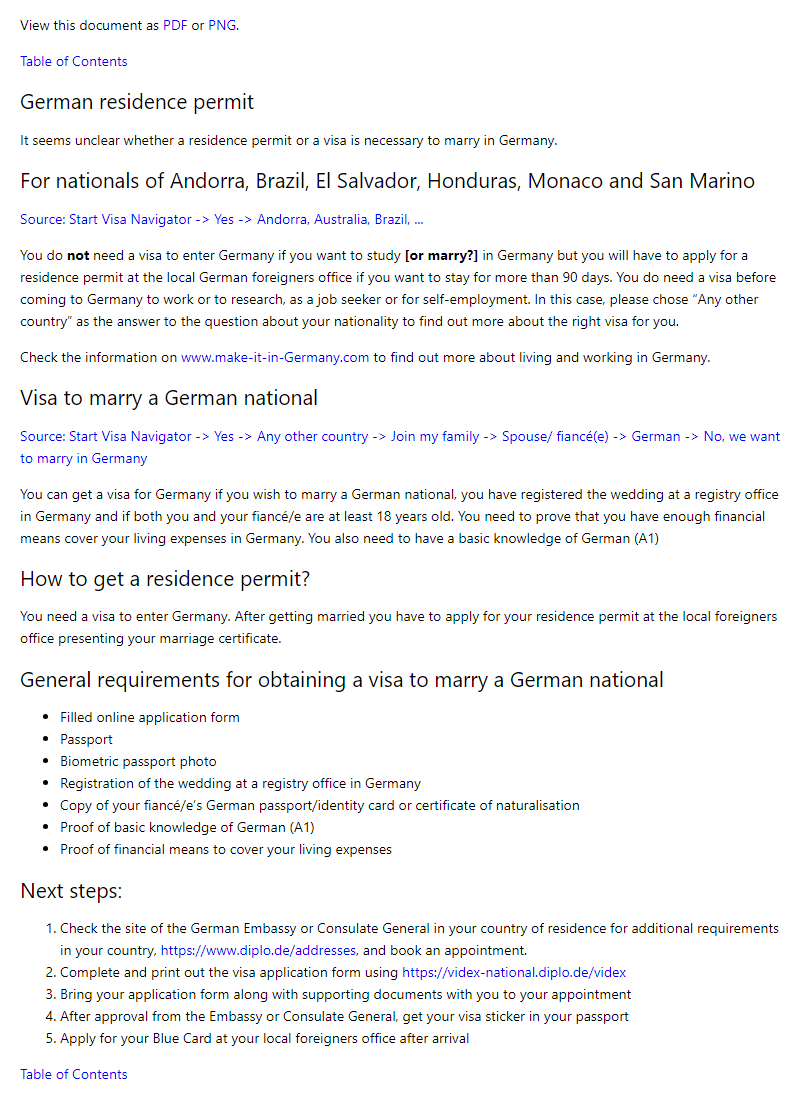 View this document as PDF or PNG.
Table of Contents
German residence permit
It seems unclear whether a residence permit or a visa is necessary to marry in Germany.
For nationals of Andorra, Brazil, El Salvador, Honduras, Monaco and San Marino
Source: Start Visa Navigator -> Yes -> Andorra, Australia, Brazil, ...
You do not need a visa to enter Germany if you want to study [or marry?] in Germany but you will have to apply for a
residence permit at the local German foreigners office if you want to stay for more than 90 days. You do need a visa before
coming to Germany to work or to research, as a job seeker or for self-employment. In this case, please chose “Any other
country” as the answer to the question about your nationality to find out more about the right visa for you.
Check the information on www.make-it-in-Germany.com to find out more about living and working in Germany.
Visa to marry a German national
Source: Start Visa Navigator -> Yes -> Any other country -> Join my family -> Spouse/ fiancé(e) -> German -> No, we want
to marry in Germany
You can get a visa for Germany if you wish to marry a German national, you have registered the wedding at a registry office
in Germany and if both you and your fiancé/e are at least 18 years old. You need to prove that you have enough financial
means cover your living expenses in Germany. You also need to have a basic knowledge of German (A1)
How to get a residence permit?
You need a visa to enter Germany. After getting married you have to apply for your residence permit at the local foreigners
office presenting your marriage certificate.
General requirements for obtaining a visa to marry a German national
• Filled online application form
• Passport
• Biometric passport photo
• Registration of the wedding at a registry office in Germany
• Copy of your fiancé/e’s German passport/identity card or certificate of naturalisation
• Proof of basic knowledge of German (A1)
• Proof of financial means to cover your living expenses
Next steps:
1. Check the site of the German Embassy or Consulate General in your country of residence for additional requirements
in your country, https://www.diplo.de/addresses, and book an appointment.
2. Complete and print out the visa application form using https://videx-national.diplo.de/videx
3. Bring your application form along with supporting documents with you to your appointment
4. After approval from the Embassy or Consulate General, get your visa sticker in your passport
5. Apply for your Blue Card at your local foreigners office after arrival
Table of Contents